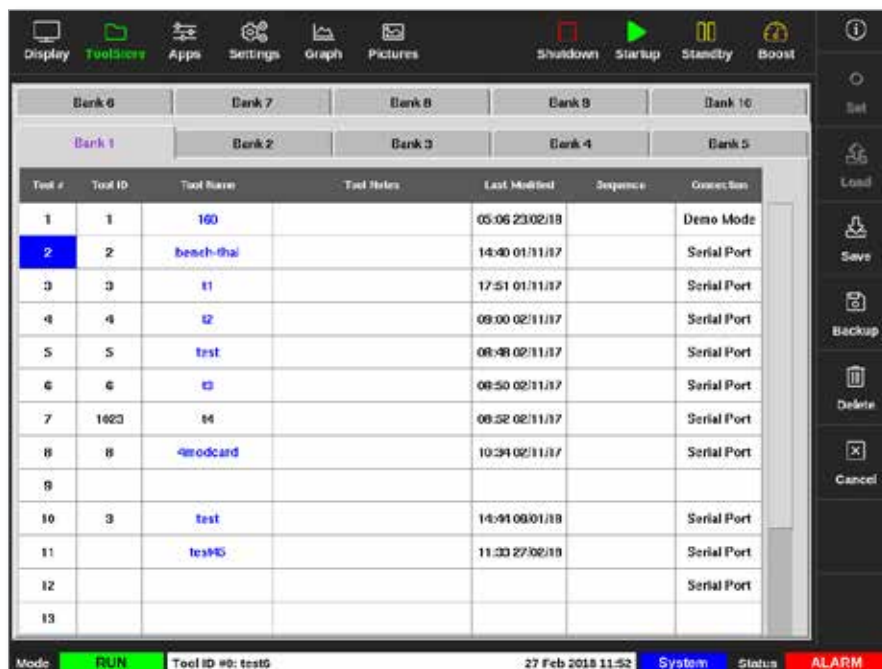 Display ToolStore Apps Settings Graph Pictures Shutdown Startup Standby Boost
Set
Load
Save
Backup
Delete
Cancel
Bank 6 Bank 7 Bank 8 Bank 9 Bank 10
Bank 1 Bank 2 Bank 3 Bank 4 Bank 5
Tool # Tool ID Tool Name Tool Notes Last Modified Sequence Connection
1 1 160 05:06 23/02/18 Demo Mode
2 2 bench-thai 14:40 01/11/17 Serial Port
3 3 t1 17:51 01/11/17 Serial Port
4 4 t2 09:00 02/11/17 Serial Port
5 5 test 08:48 02/11/17 Serial Port
6 6 t3 08:50 02/11/17 Serial Port
7 1023 t4 08:52 02/11/17 Serial Port
8 8 4modcard 10:34 02/11/17 Serial Port
9
10 3 test 14:44 Serial Port
11 test45 11:33 27/02/18 Serial Port
12 Serial Port
13
Mode RUN Tool ID #0: test6 27 Feb 2018 11:52 System Status ALARM